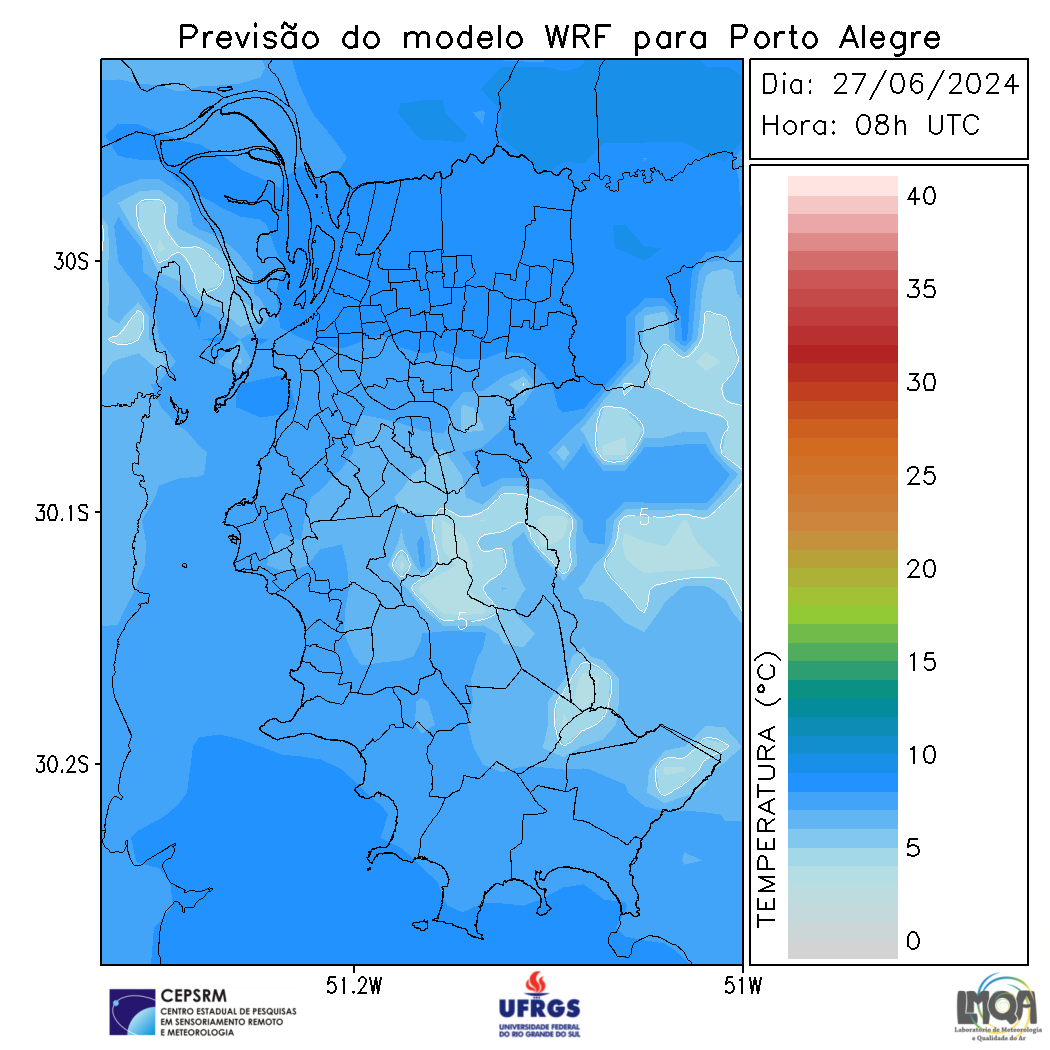 Previsão do modelo WRF para Porto Alegre
Dia: 27/06/2024
Hora: 08h UTC
40
35
30
25
20
15
10
5
0
TEMPERATURA (°C)
30S
30.1S
30.2S
51.2W
51W
5
5
CEPSRM
CENTRO ESTADUAL DE PESQUISAS
EM SENSORIAMENTO REMOTO
E METEOROLOGIA
UFRGS
UNIVERSIDADE FEDERAL
DO RIO GRANDE DO SUL
LMQA
Laboratório de Meteorologia
e Qualidade do Ar